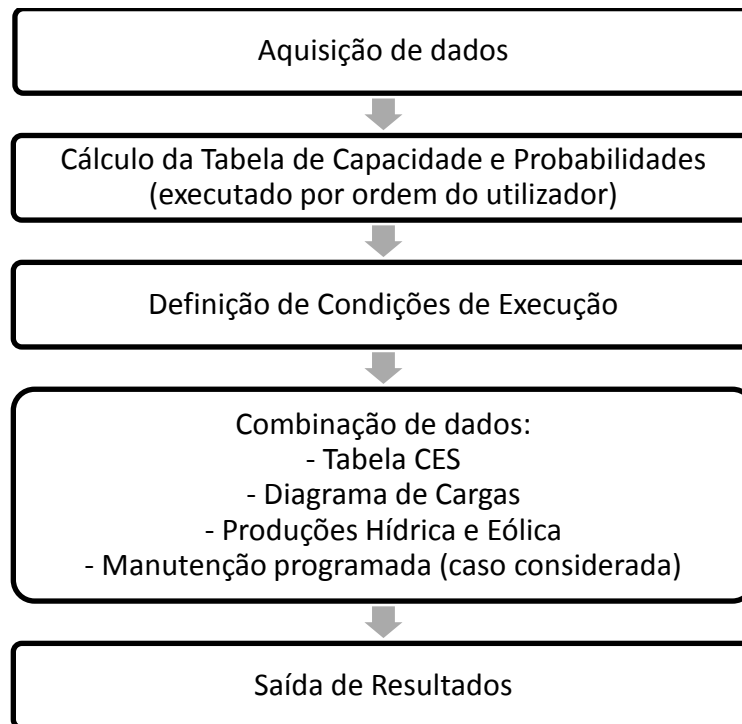 Aquisição de dados
Cálculo da Tabela de Capacidade e Probabilidades
(executado por ordem do utilizador)
Definição de Condições de Execução
Combinação de dados:
- Tabela CES
- Diagrama de Cargas
- Produções Hídrica e Eólica
- Manutenção programada (caso considerada)
Saída de Resultados